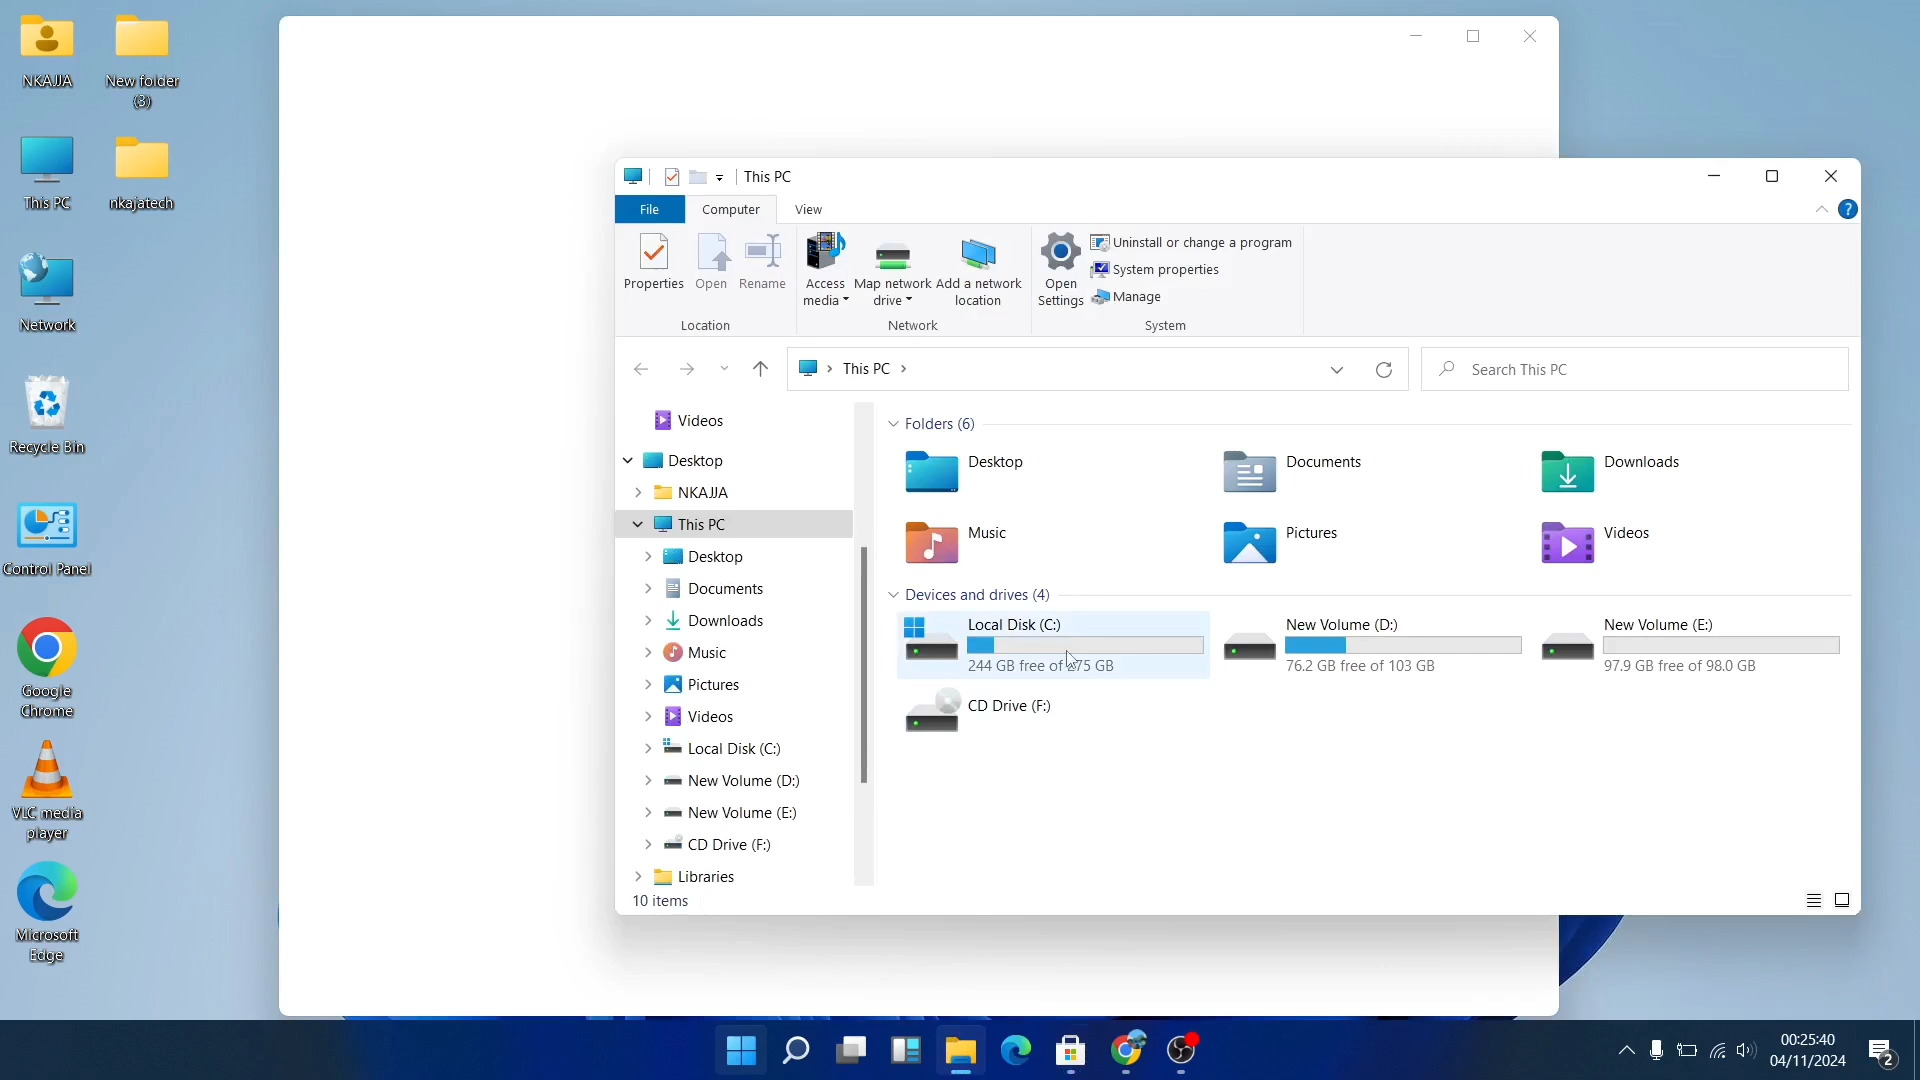 NKAJJA
New folder
(3)
This PC
nkajatech
Network
Recycle Bin
Control Panel
Google
Chrome
VLC media
player
Microsoft
Edge
This PC
File
Computer
View
?
Properties
Open
Rename
Access
media
Map network
drive
Add a network
location
Open
Settings
Uninstall or change a program
System properties
Manage
Location
Network
System
This PC
Search This PC
Videos
Desktop
NKAJJA
This PC
Desktop
Documents
Downloads
Music
Pictures
Videos
Local Disk (C:)
New Volume (D:)
New Volume (E:)
CD Drive (F:)
Libraries
Folders (6)
Desktop
Documents
Downloads
Music
Pictures
Videos
Devices and drives (4)
Local Disk (C:)
244 GB free of 275 GB
New Volume (D:)
76.2 GB free of 103 GB
New Volume (E:)
97.9 GB free of 98.0 GB
CD Drive (F:)
10 items
00:25:40
04/11/2024
2